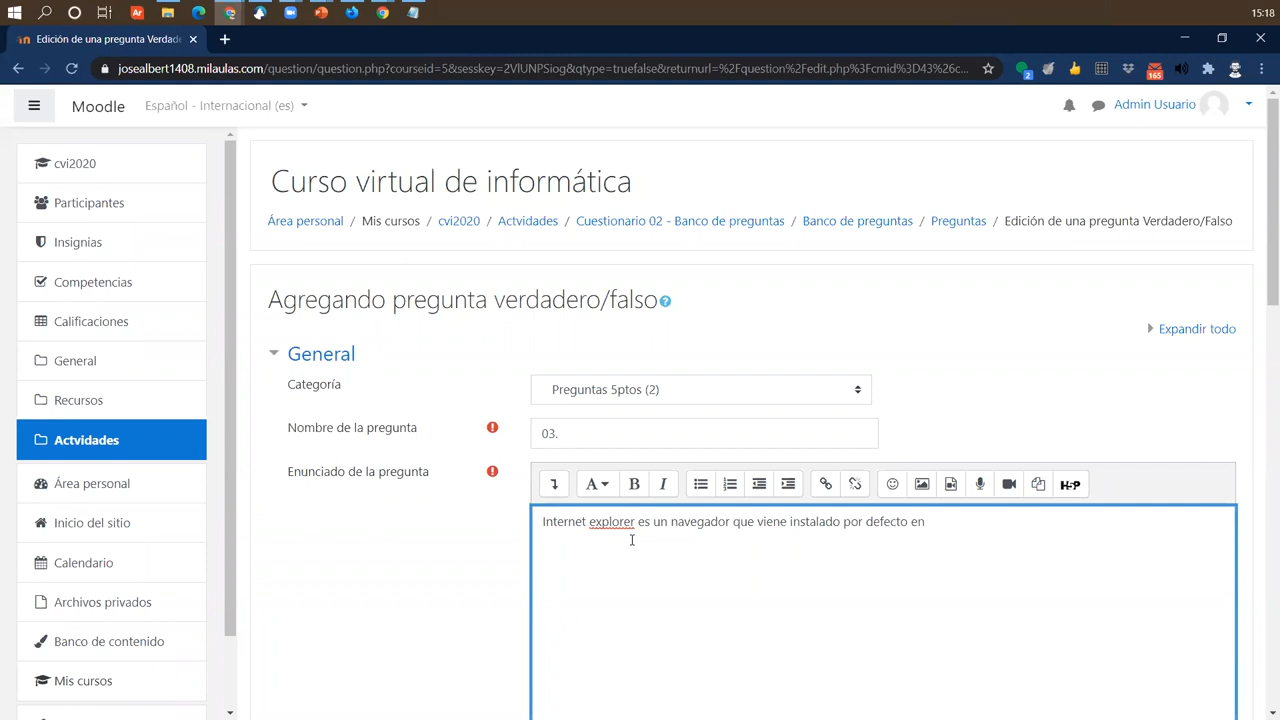 15:18
Edición de una pregunta Verdade
josealbert1408.milaulas.com/question/question.php?courseid=5&sesskey=2VlUNPSiog&qtype=truefalse&returnurl=%2Fquestion%2Fedit.php%3Fcmid%3D43%26c...
2
165
Moodle
Español - Internacional (es)
Admin Usuario
cvi2020
Participantes
Insignias
Competencias
Calificaciones
General
Recursos
Actvidades
Área personal
Inicio del sitio
Calendario
Archivos privados
Banco de contenido
Mis cursos
Curso virtual de informática
Área personal / Mis cursos / cvi2020 / Actvidades / Cuestionario 02 - Banco de preguntas / Banco de preguntas / Preguntas / Edición de una pregunta Verdadero/Falso
Agregando pregunta verdadero/falso
Expandir todo
General
Categoría
Preguntas 5ptos (2)
Nombre de la pregunta
03.
Enunciado de la pregunta
A B I H-P
Internet explorer es un navegador que viene instalado por defecto en